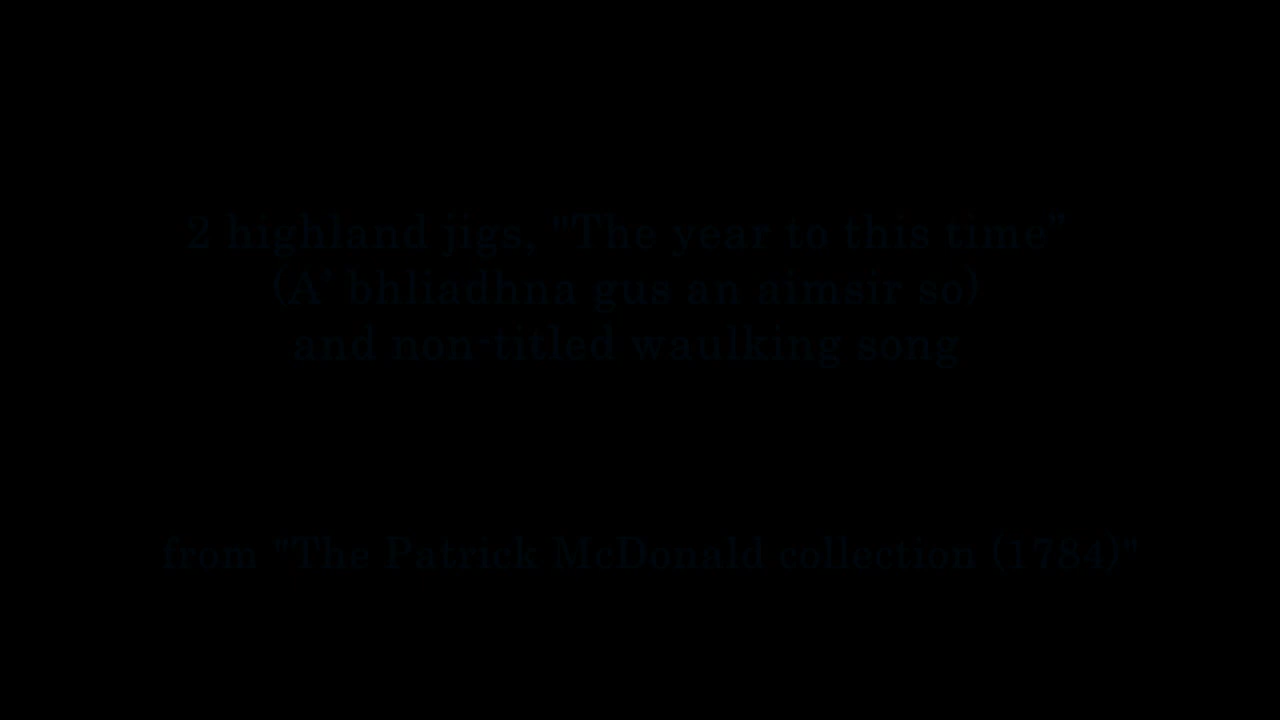 2 highland jigs, "The year to this time"
(A' bhliadhna gus an aimsir so)
and non-titled waulking song
from "The Patrick McDonald collection (1784)"